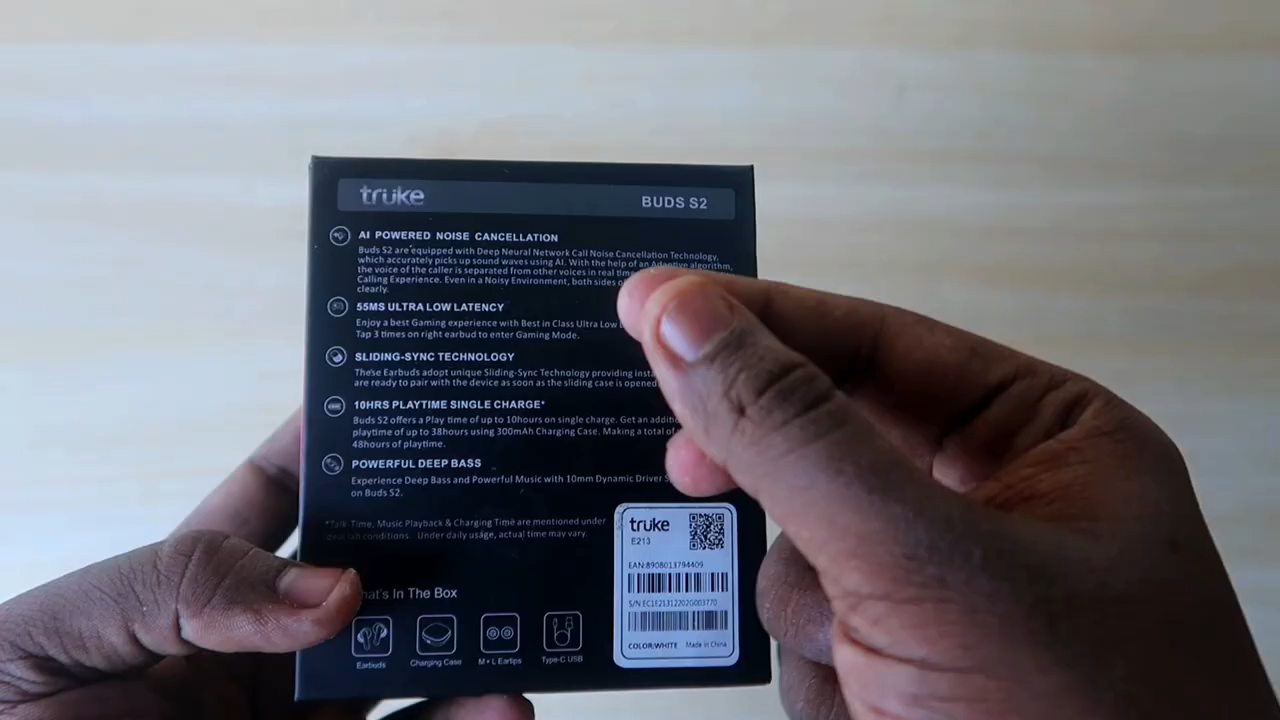 truke BUDS S2
AI POWERED NOISE CANCELLATION
Buds S2 are equipped with Deep Neural Network Call Noise Cancellation Technology,
which accurately picks up sound waves using AI. With the help of an Adaptive algorithm,
the voice of the caller is separated from other voices in real
Calling Experience. Even in a Noisy Environment, both sides
clearly.
55MS ULTRA LOW LATENCY
Enjoy a best Gaming experience with Best in Class Ultra Low
Tap 3 times on right earbud to enter Gaming Mode.
SLIDING-SYNC TECHNOLOGY
These Earbuds adopt unique Sliding-Sync Technology providing
are ready to pair with the device as soon as the sliding case is opened
10HRS PLAYTIME SINGLE CHARGE*
Buds S2 offers a Play time of up to 10hours on single charge. Get an
playtime of up to 38hours using 300mAh Charging Case. Making a total
48hours of playtime.
POWERFUL DEEP BASS
Experience Deep Bass and Powerful Music with 10mm Dynamic Driver
on Buds S2.
*Talk Time, Music Playback & Charging Time are mentioned under
ideal lab conditions. Under daily usage, actual time may vary.
truke
E213
EAN:8908013794409
S/N EC1E21312202G003770
COLOR/WHITE Made in China
In The Box
Earbuds Charging Case M+L Eartips Type-C USB